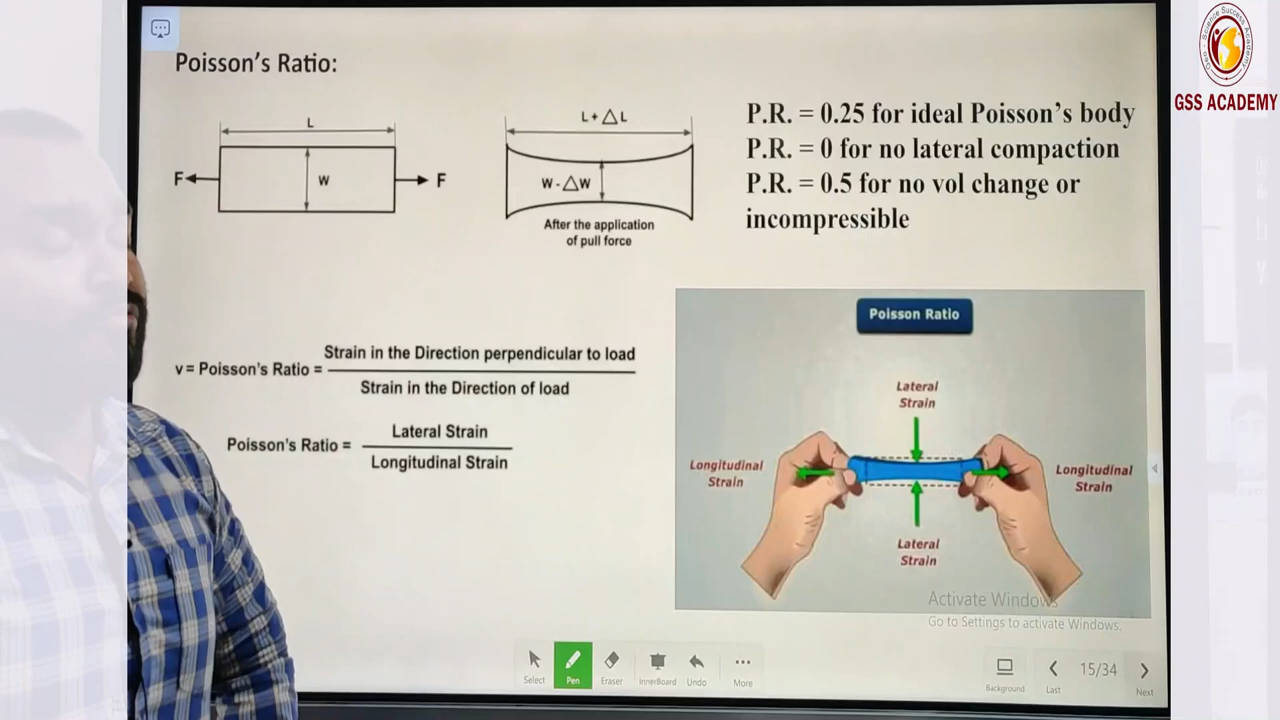 Poisson's Ratio:
L
F
W
F
L+ △L
W-△W
After the application
of pull force
P.R. = 0.25 for ideal Poisson's body
P.R. = 0 for no lateral compaction
P.R. = 0.5 for no vol change or
incompressible
Strain in the Direction perpendicular to load
v = Poisson's Ratio =
Strain in the Direction of load
Lateral Strain
Poisson's Ratio =
Longitudinal Strain
Poisson Ratio
Lateral
Strain
Longitudinal
Strain
Longitudinal
Strain
Lateral
Strain
Activate Windows
Go to Settings to activate Windows.
Select
Pen
Eraser
InnerBoard
Undo
More
Background
Last
15/34
Next
Geo - Science Success Academy
GSS ACADEMY